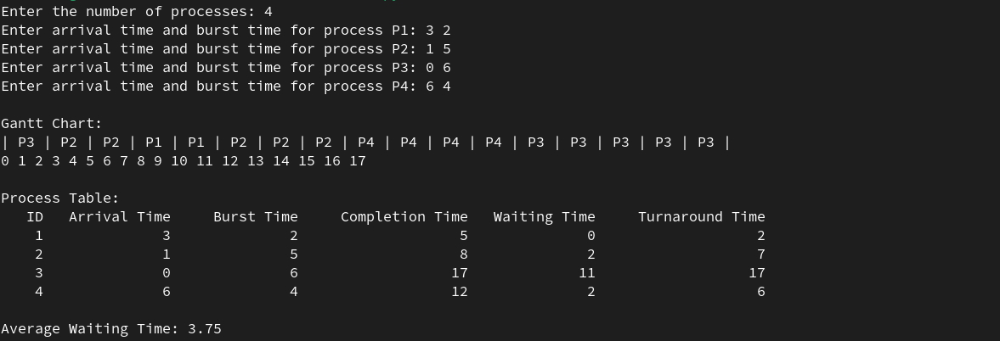 Enter the number of processes: 4
Enter arrival time and burst time for process P1: 3 2
Enter arrival time and burst time for process P2: 1 5
Enter arrival time and burst time for process P3: 0 6
Enter arrival time and burst time for process P4: 6 4
Gantt Chart:
| P3 | P2 | P2 | P1 | P1 | P2 | P2 | P2 | P4 | P4 | P4 | P4 | P3 | P3 | P3 | P3 | P3 |
0 1 2 3 4 5 6 7 8 9 10 11 12 13 14 15 16 17
Process Table:
ID Arrival Time Burst Time Completion Time Waiting Time Turnaround Time
1 3 2 5 0 2
2 1 5 8 2 7
3 0 6 17 11 17
4 6 4 12 2 6
Average Waiting Time: 3.75